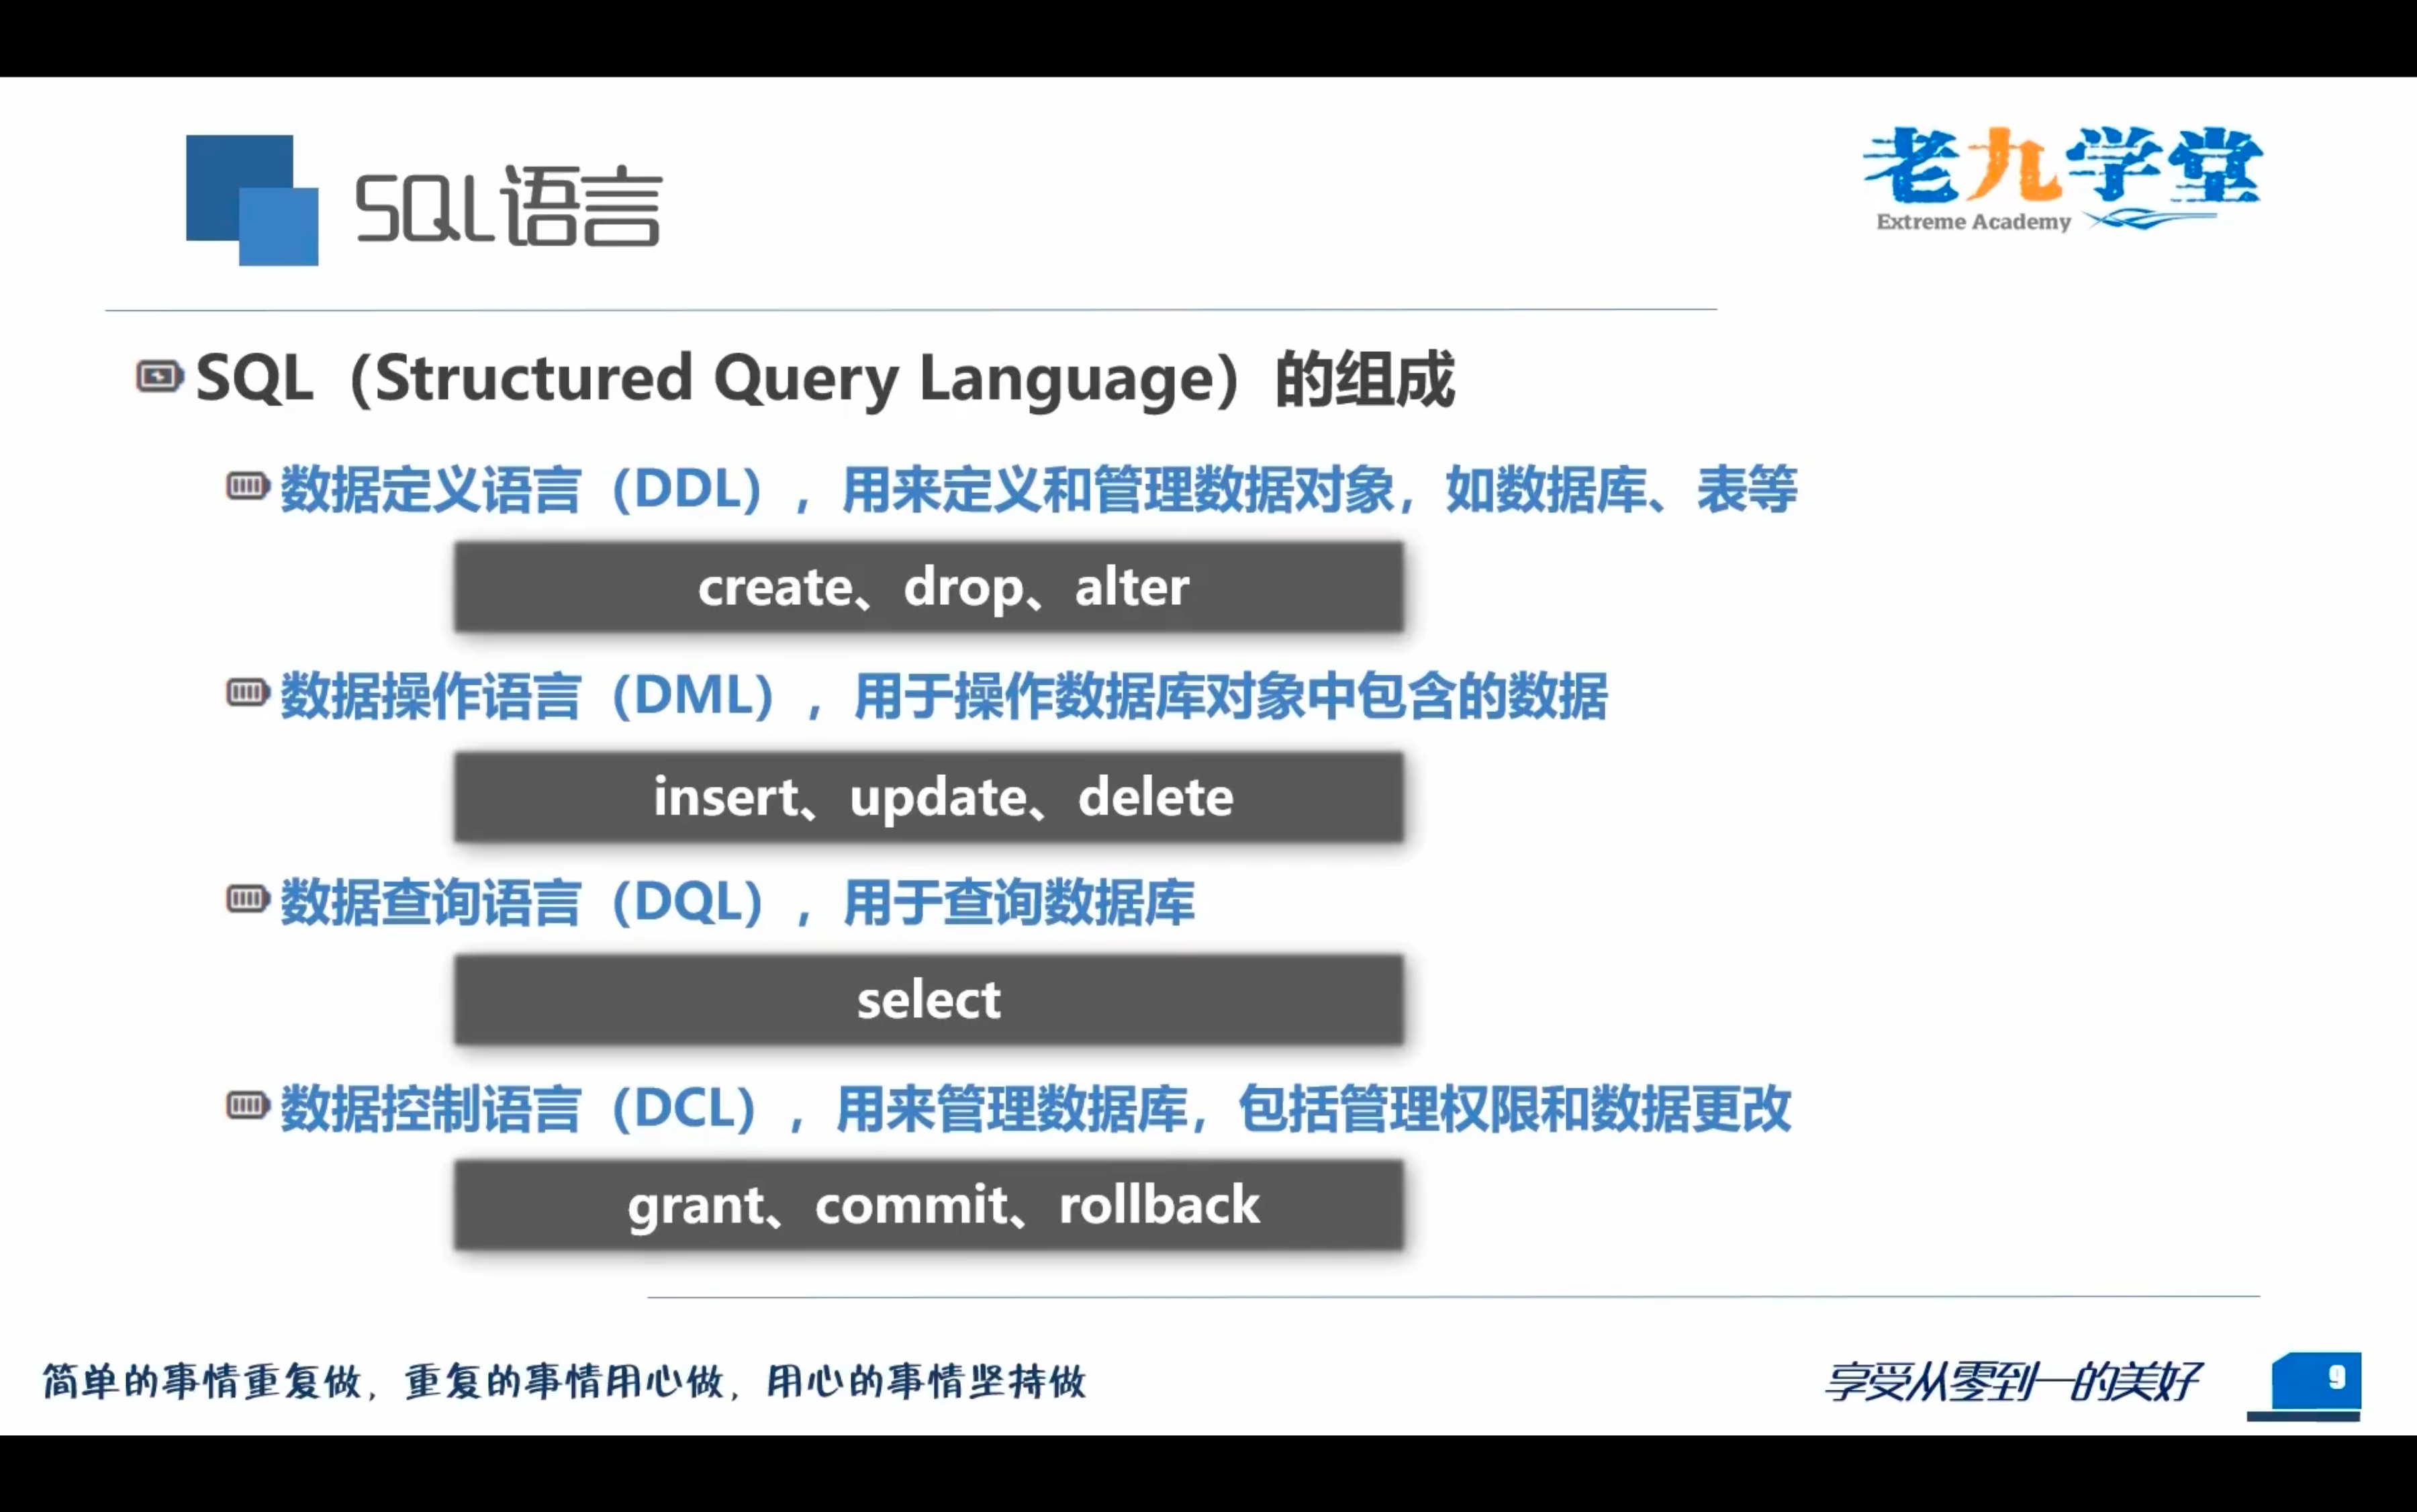 SQL语言
老九学堂
Extreme Academy
SQL（Structured Query Language）的组成
数据定义语言（DDL），用来定义和管理数据对象，如数据库、表等
create、drop、alter
数据操作语言（DML），用于操作数据库对象中包含的数据
insert、update、delete
数据查询语言（DQL），用于查询数据库
select
数据控制语言（DCL），用来管理数据库，包括管理权限和数据更改
grant、commit、rollback
简单的事情重复做，重复的事情用心做，用心的事情坚持做
享受从零到一的美好
9